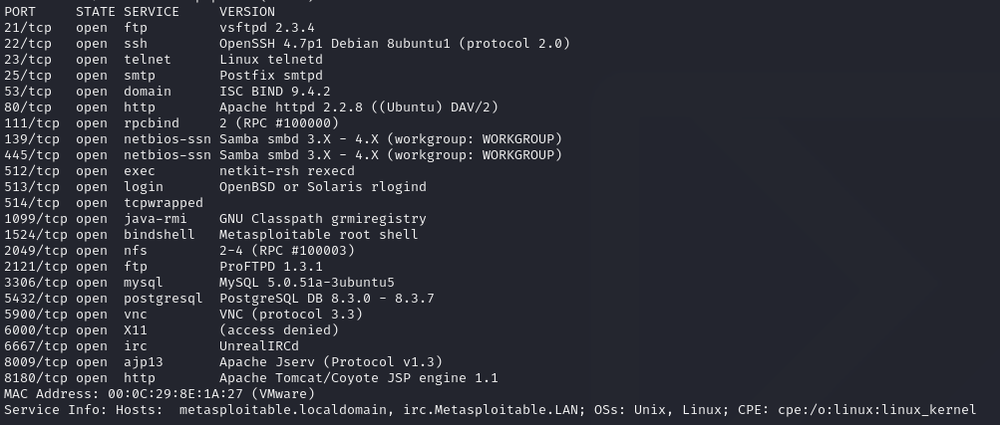 PORT     STATE SERVICE     VERSION
21/tcp   open  ftp         vsftpd 2.3.4
22/tcp   open  ssh         OpenSSH 4.7p1 Debian 8ubuntu1 (protocol 2.0)
23/tcp   open  telnet      Linux telnetd
25/tcp   open  smtp        Postfix smtpd
53/tcp   open  domain      ISC BIND 9.4.2
80/tcp   open  http        Apache httpd 2.2.8 ((Ubuntu) DAV/2)
111/tcp  open  rpcbind     2 (RPC #100000)
139/tcp  open  netbios-ssn Samba smbd 3.X - 4.X (workgroup: WORKGROUP)
445/tcp  open  netbios-ssn Samba smbd 3.X - 4.X (workgroup: WORKGROUP)
512/tcp  open  exec        netkit-rsh rexecd
513/tcp  open  login       OpenBSD or Solaris rlogind
514/tcp  open  tcpwrapped
1099/tcp open  java-rmi    GNU Classpath grmiregistry
1524/tcp open  bindshell   Metasploitable root shell
2049/tcp open  nfs         2-4 (RPC #100003)
2121/tcp open  ftp         ProFTPD 1.3.1
3306/tcp open  mysql       MySQL 5.0.51a-3ubuntu5
5432/tcp open  postgresql  PostgreSQL DB 8.3.0 - 8.3.7
5900/tcp open  vnc         VNC (protocol 3.3)
6000/tcp open  X11         (access denied)
6667/tcp open  irc         UnrealIRCd
8009/tcp open  ajp13       Apache Jserv (Protocol v1.3)
8180/tcp open  http        Apache Tomcat/Coyote JSP engine 1.1
MAC Address: 00:0C:29:8E:1A:27 (VMware)
Service Info: Hosts:  metasploitable.localdomain, irc.Metasploitable.LAN; OSs: Unix, Linux; CPE: cpe:/o:linux:linux_kernel